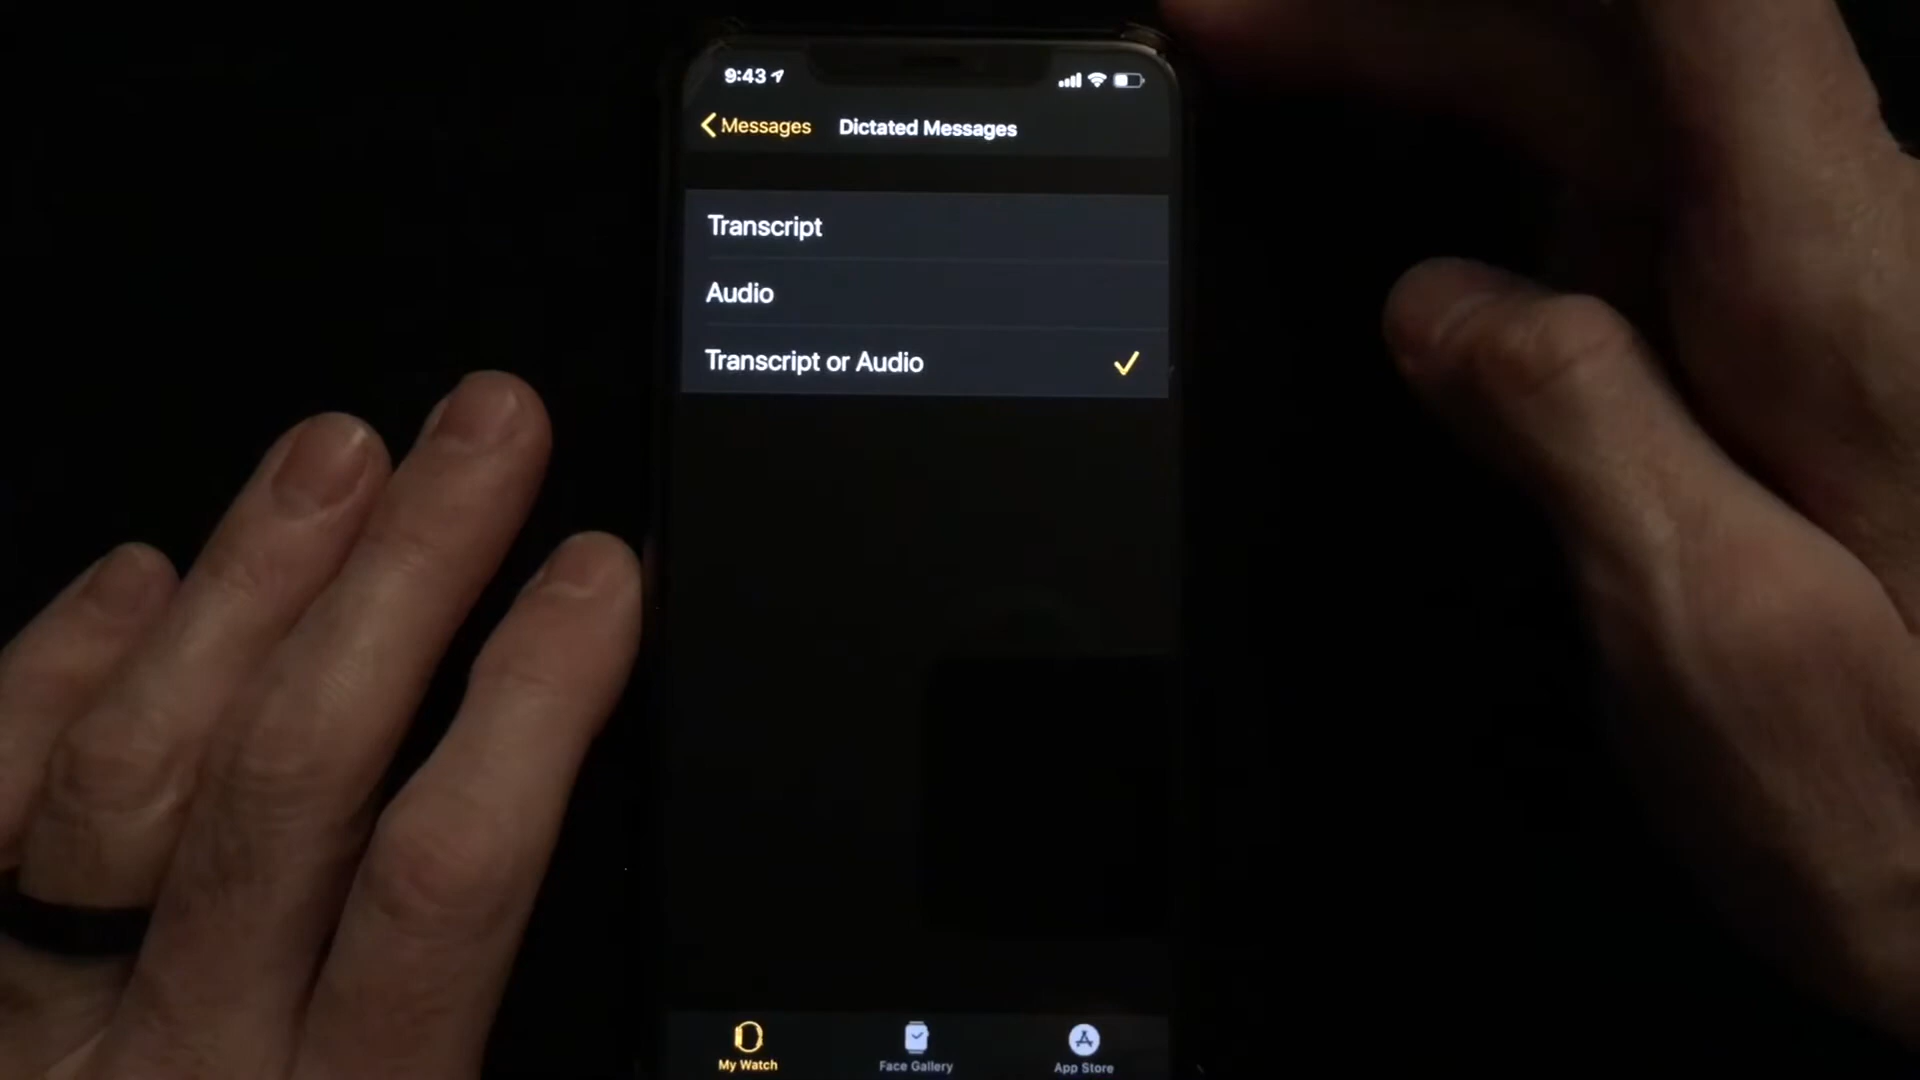 9:43
Messages
Dictated Messages
Transcript
Audio
Transcript or Audio
My Watch
Face Gallery
App Store